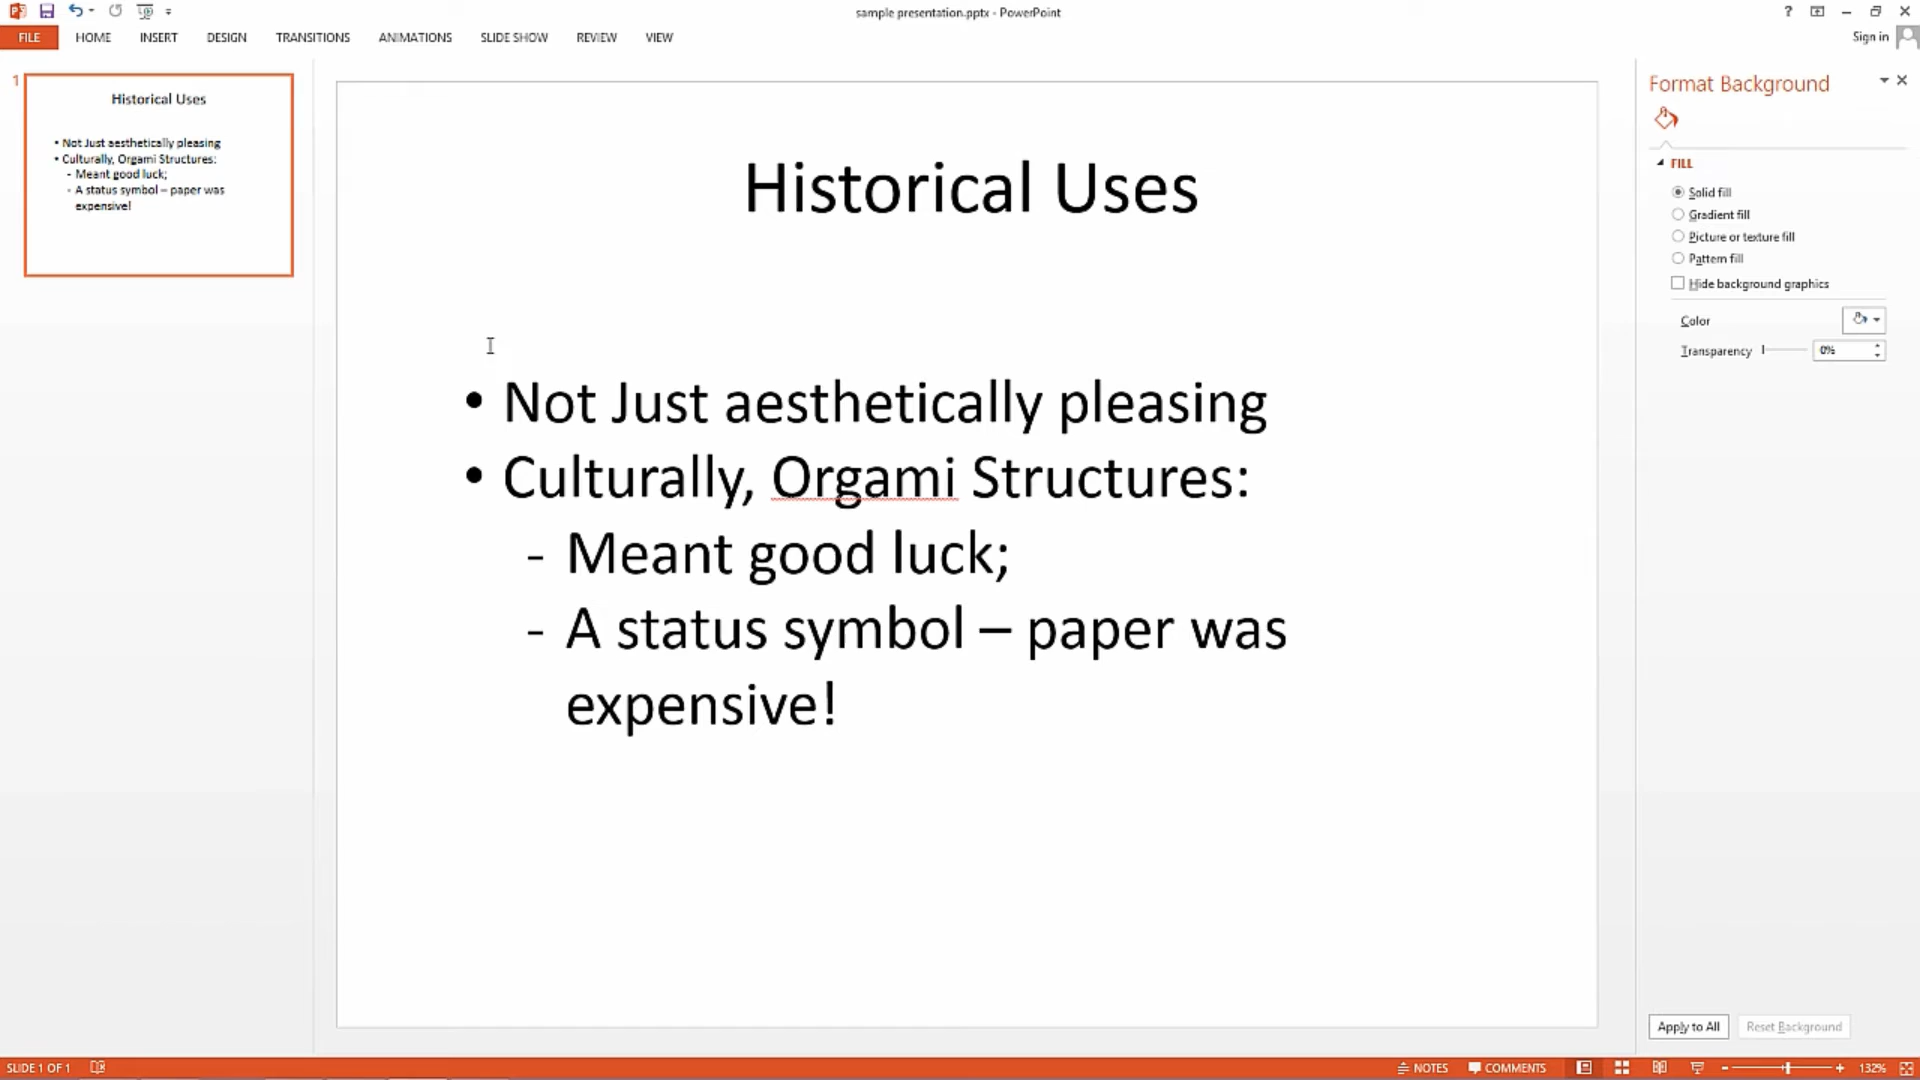 sample presentation.pptx - PowerPoint
?
FILE HOME INSERT DESIGN TRANSITIONS ANIMATIONS SLIDE SHOW REVIEW VIEW
Sign in
1
Historical Uses
• Not Just aesthetically pleasing
• Culturally, Orgami Structures:
- Meant good luck;
- A status symbol – paper was
expensive!
Historical Uses
• Not Just aesthetically pleasing
• Culturally, Orgami Structures:
- Meant good luck;
- A status symbol – paper was
expensive!
Format Background
FILL
Solid fill
Gradient fill
Picture or texture fill
Pattern fill
Hide background graphics
Color
Transparency 0%
Apply to All Reset Background
SLIDE 1 OF 1 NOTES COMMENTS 132%